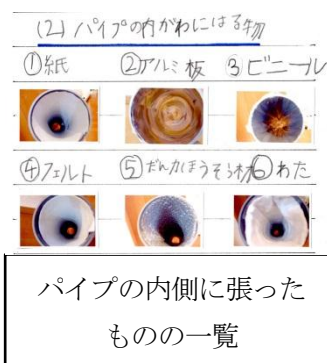 (2) パイプの内がわにはる物
①紙 ②アルミ板 ③ビニール
④フェルト ⑤だん力ほうそう材 ⑥わた
パイプの内側に張った
ものの一覧